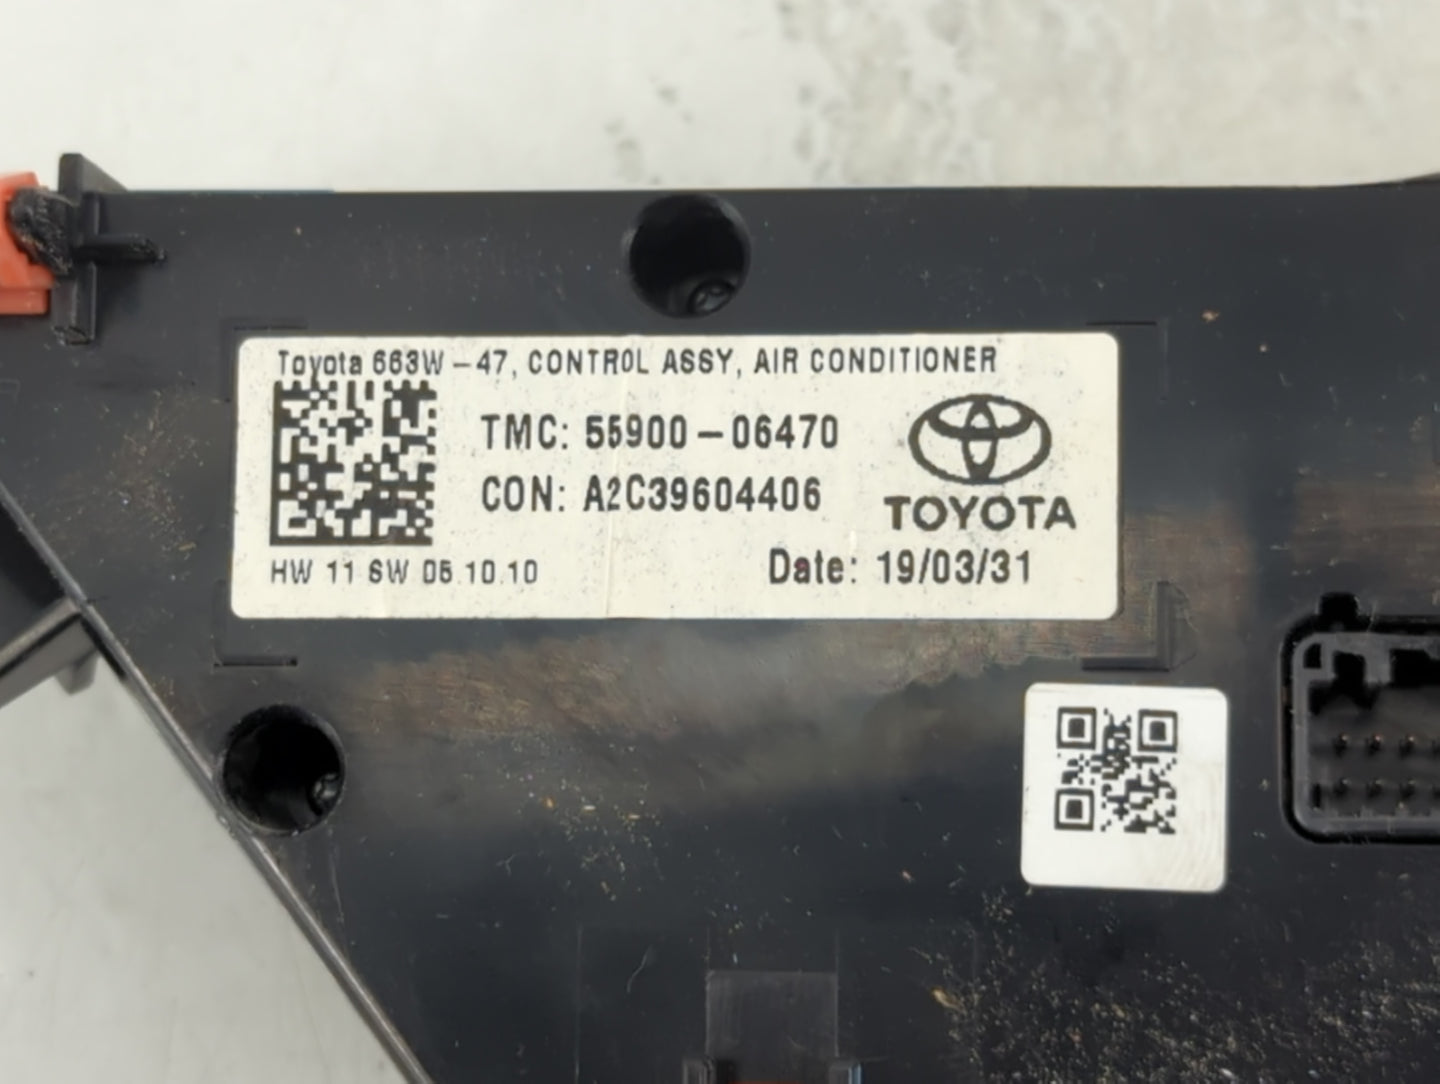 Toyota 663W-47, CONTROL ASSY, AIR CONDITIONER
TMC: 55900-06470
CON: A2C39604406
TOYOTA
HW 11 SW 05.10.10
Date: 19/03/31